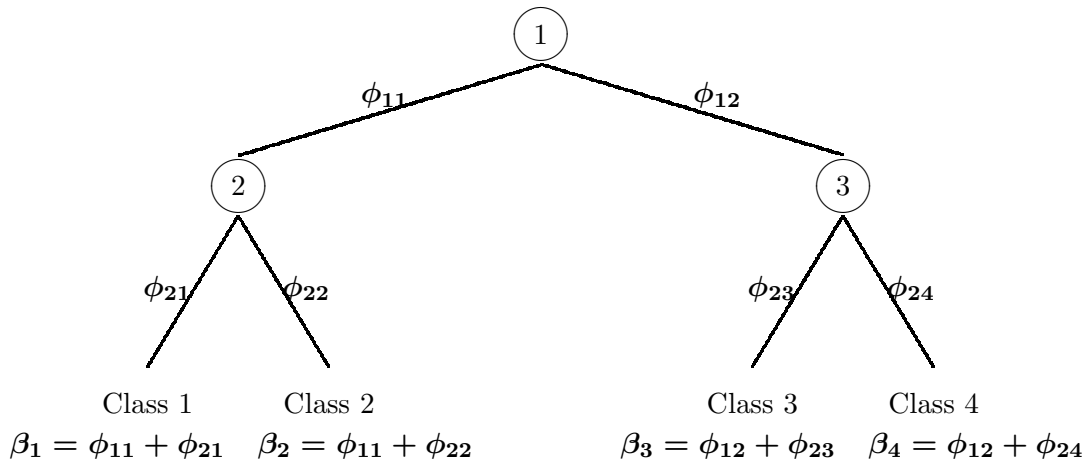 1
ϕ11 ϕ12
2 3
ϕ21 ϕ22 ϕ23 ϕ24
Class 1 Class 2 Class 3 Class 4
β1 = ϕ11 + ϕ21 β2 = ϕ11 + ϕ22 β3 = ϕ12 + ϕ23 β4 = ϕ12 + ϕ24